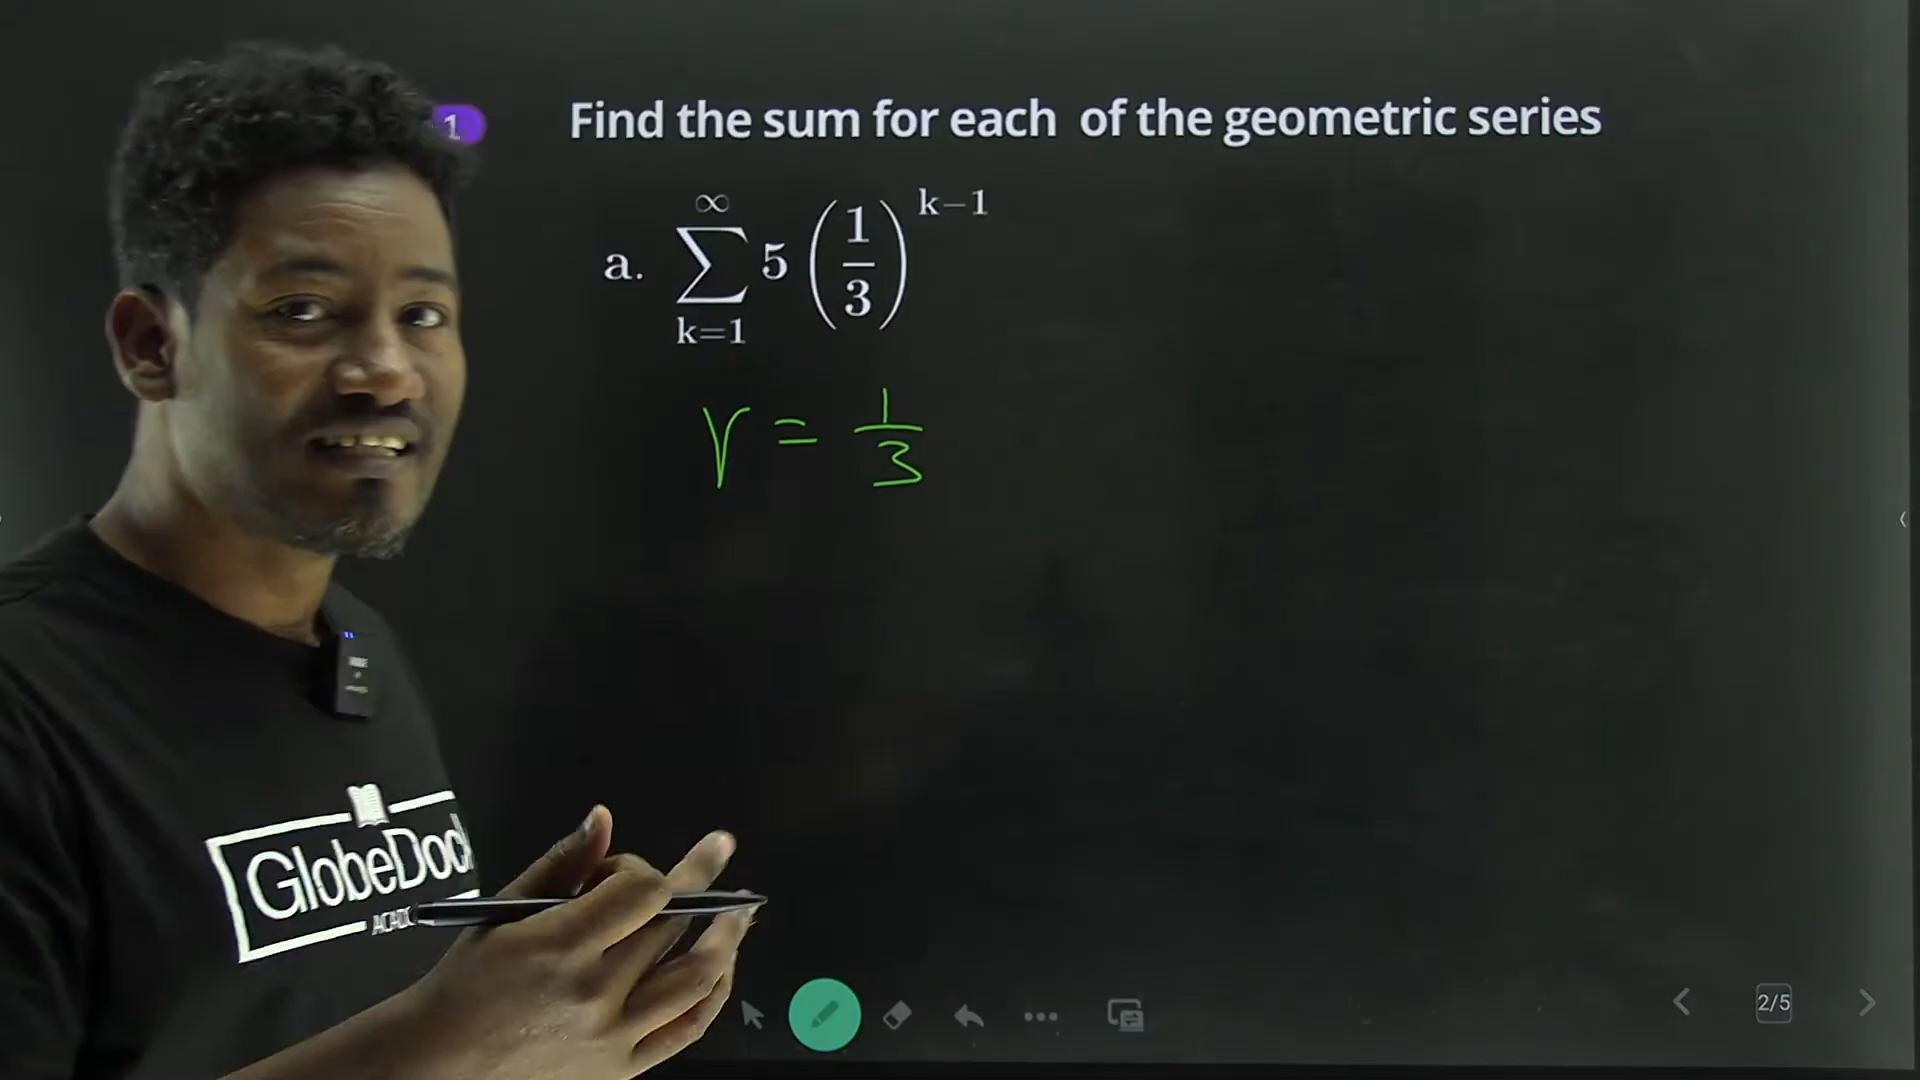 1 Find the sum for each of the geometric series
a. ∑_{k=1}^{∞} 5 (1/3)^{k−1}
r = 1/3
GlobeDock
2/5